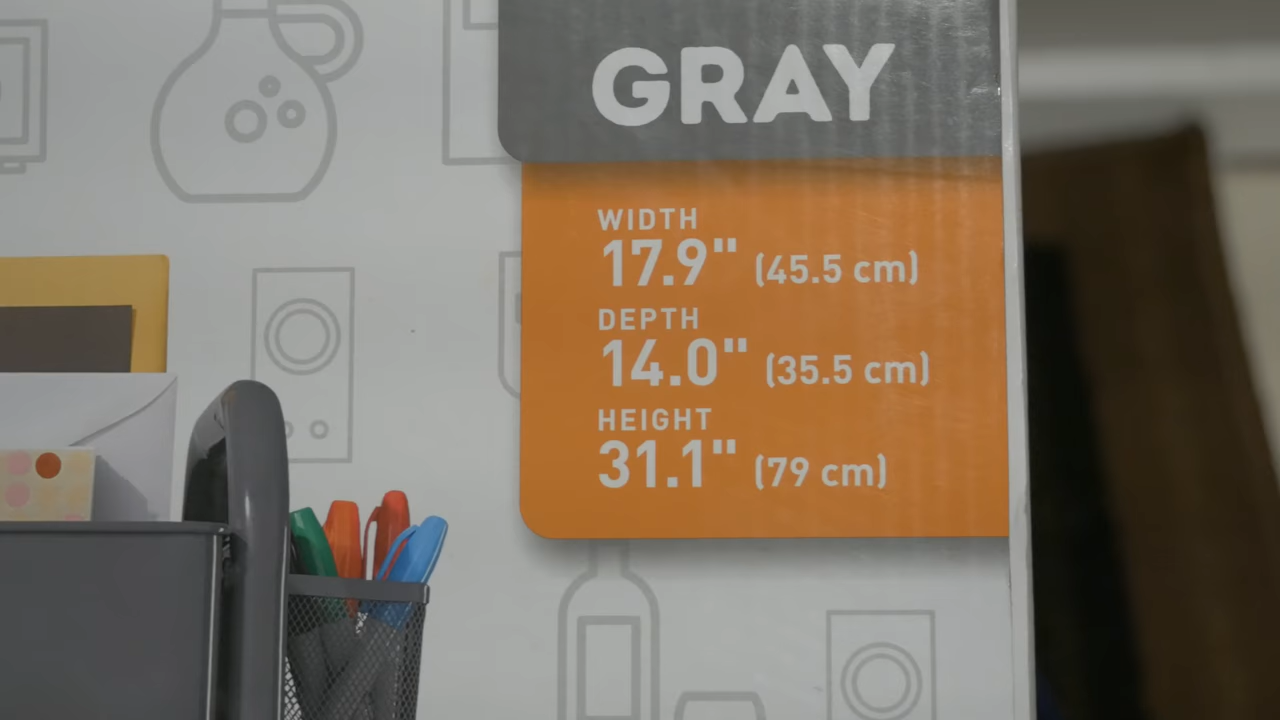 GRAY
WIDTH
17.9" (45.5 cm)
DEPTH
14.0" (35.5 cm)
HEIGHT
31.1" (79 cm)